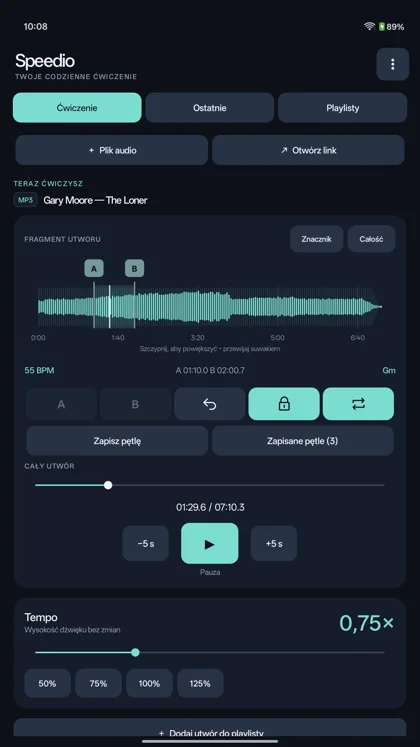 10:08
89%
Speedio
TWOJE CODZIENNE ĆWICZENIE
Ćwiczenie
Ostatnie
Playlisty
+ Plik audio
↗ Otwórz link
TERAZ ĆWICZYSZ
MP3 Gary Moore — The Loner
FRAGMENT UTWORU
Znacznik
Całość
A
B
0:00 1:40 3:20 5:00 6:40
Szczypnij, aby powiększyć • przewijaj suwakiem
55 BPM
A 01:10.0 B 02:00.7
Gm
A
B
Zapisz pętlę
Zapisane pętle (3)
CAŁY UTWÓR
01:29.6 / 07:10.3
−5 s
+5 s
Pauza
Tempo
Wysokość dźwięku bez zmian
0,75×
50%
75%
100%
125%
+ Dodaj utwór do playlisty